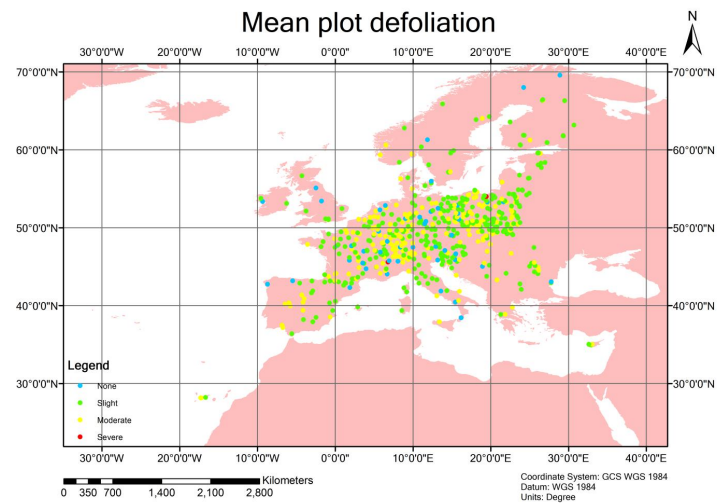 Mean plot defoliation
N
30°0'0"W 20°0'0"W 10°0'0"W 0°0'0" 10°0'0"E 20°0'0"E 30°0'0"E 40°0'0"E
70°0'0"N 70°0'0"N
60°0'0"N 60°0'0"N
50°0'0"N 50°0'0"N
40°0'0"N 40°0'0"N
30°0'0"N 30°0'0"N
Legend
None
Slight
Moderate
Severe
30°0'0"W 20°0'0"W 10°0'0"W 0°0'0" 10°0'0"E 20°0'0"E 30°0'0"E 40°0'0"E
Kilometers
0 350 700 1,400 2,100 2,800
Coordinate System: GCS WGS 1984
Datum: WGS 1984
Units: Degree